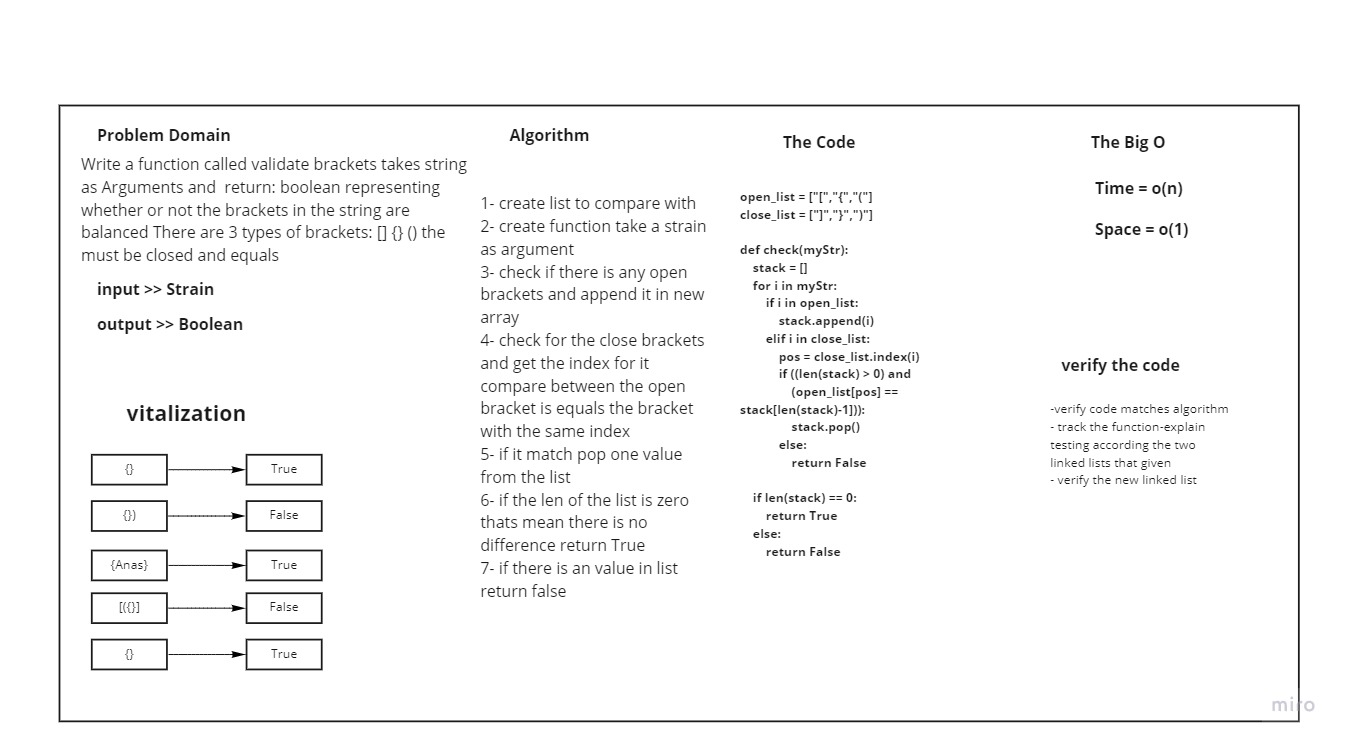 Problem Domain
Write a function called validate brackets takes string
as Arguments and  return: boolean representing
whether or not the brackets in the string are
balanced There are 3 types of brackets: [] {} () the
must be closed and equals
input >> Strain
output >> Boolean
vitalization
{}
True
{})
False
{Anas}
True
[({}]
False
{}
True
Algorithm
1- create list to compare with
2- create function take a strain
as argument
3- check if there is any open
brackets and append it in new
array
4- check for the close brackets
and get the index for it
compare between the open
bracket is equals the bracket
with the same index
5- if it match pop one value
from the list
6- if the len of the list is zero
thats mean there is no
difference return True
7- if there is an value in list
return false
The Code
open_list = ["[","{","("]
close_list = ["]","}",")"]
def check(myStr):
stack = []
for i in myStr:
if i in open_list:
stack.append(i)
elif i in close_list:
pos = close_list.index(i)
if ((len(stack) > 0) and
(open_list[pos] ==
stack[len(stack)-1])):
stack.pop()
else:
return False
if len(stack) == 0:
return True
else:
return False
The Big O
Time = o(n)
Space = o(1)
verify the code
-verify code matches algorithm
- track the function-explain
testing according the two
linked lists that given
- verify the new linked list
miro